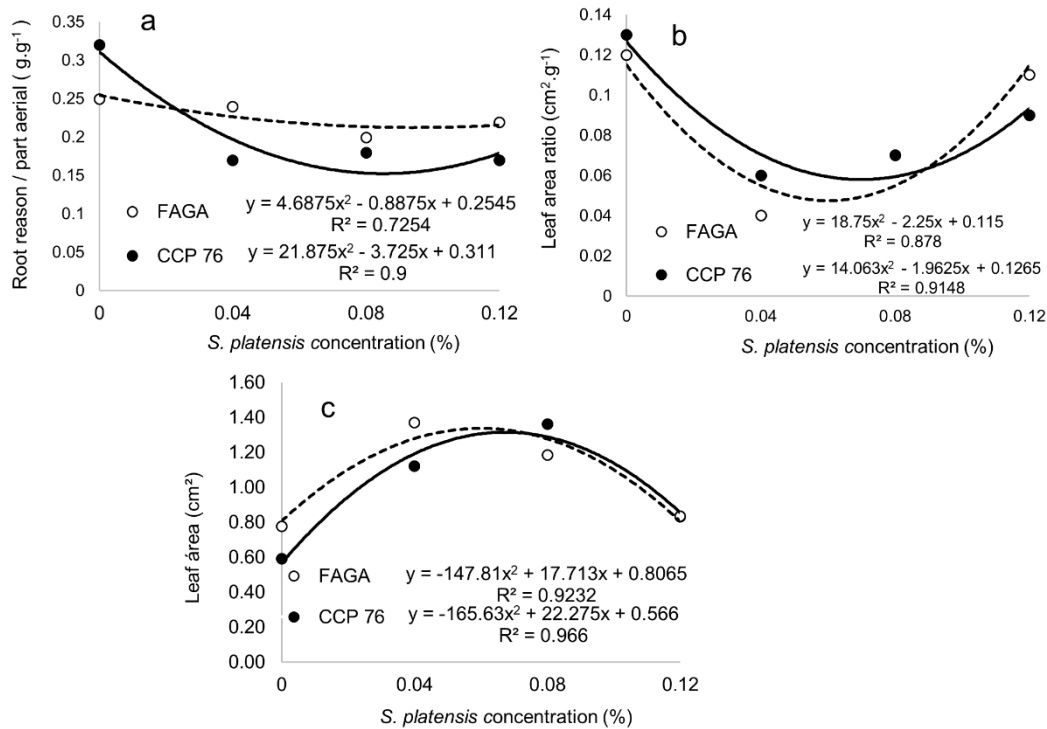 a
Root reason / part aerial ( g.g⁻¹)
0.35
0.3
0.25
0.2
0.15
0.1
0.05
0
FAGA y = 4.6875x² - 0.8875x + 0.2545
R² = 0.7254
CCP 76 y = 21.875x² - 3.725x + 0.311
R² = 0.9
0 0.04 0.08 0.12
S. platensis concentration (%)
b
Leaf area ratio (cm².g⁻¹)
0.14
0.12
0.10
0.08
0.06
0.04
0.02
0.00
FAGA y = 18.75x² - 2.25x + 0.115
R² = 0.878
CCP 76 y = 14.063x² - 1.9625x + 0.1265
R² = 0.9148
0 0.04 0.08 0.12
S. platensis concentration (%)
c
Leaf área (cm²)
1.60
1.40
1.20
1.00
0.80
0.60
0.40
0.20
0.00
FAGA y = -147.81x² + 17.713x + 0.8065
R² = 0.9232
CCP 76 y = -165.63x² + 22.275x + 0.566
R² = 0.966
0 0.04 0.08 0.12
S. platensis concentration (%)